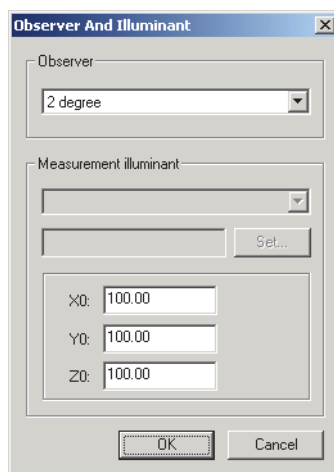 Observer And Illuminant
Observer
2 degree
Measurement illuminant
Set...
X0: 100.00
Y0: 100.00
Z0: 100.00
OK Cancel